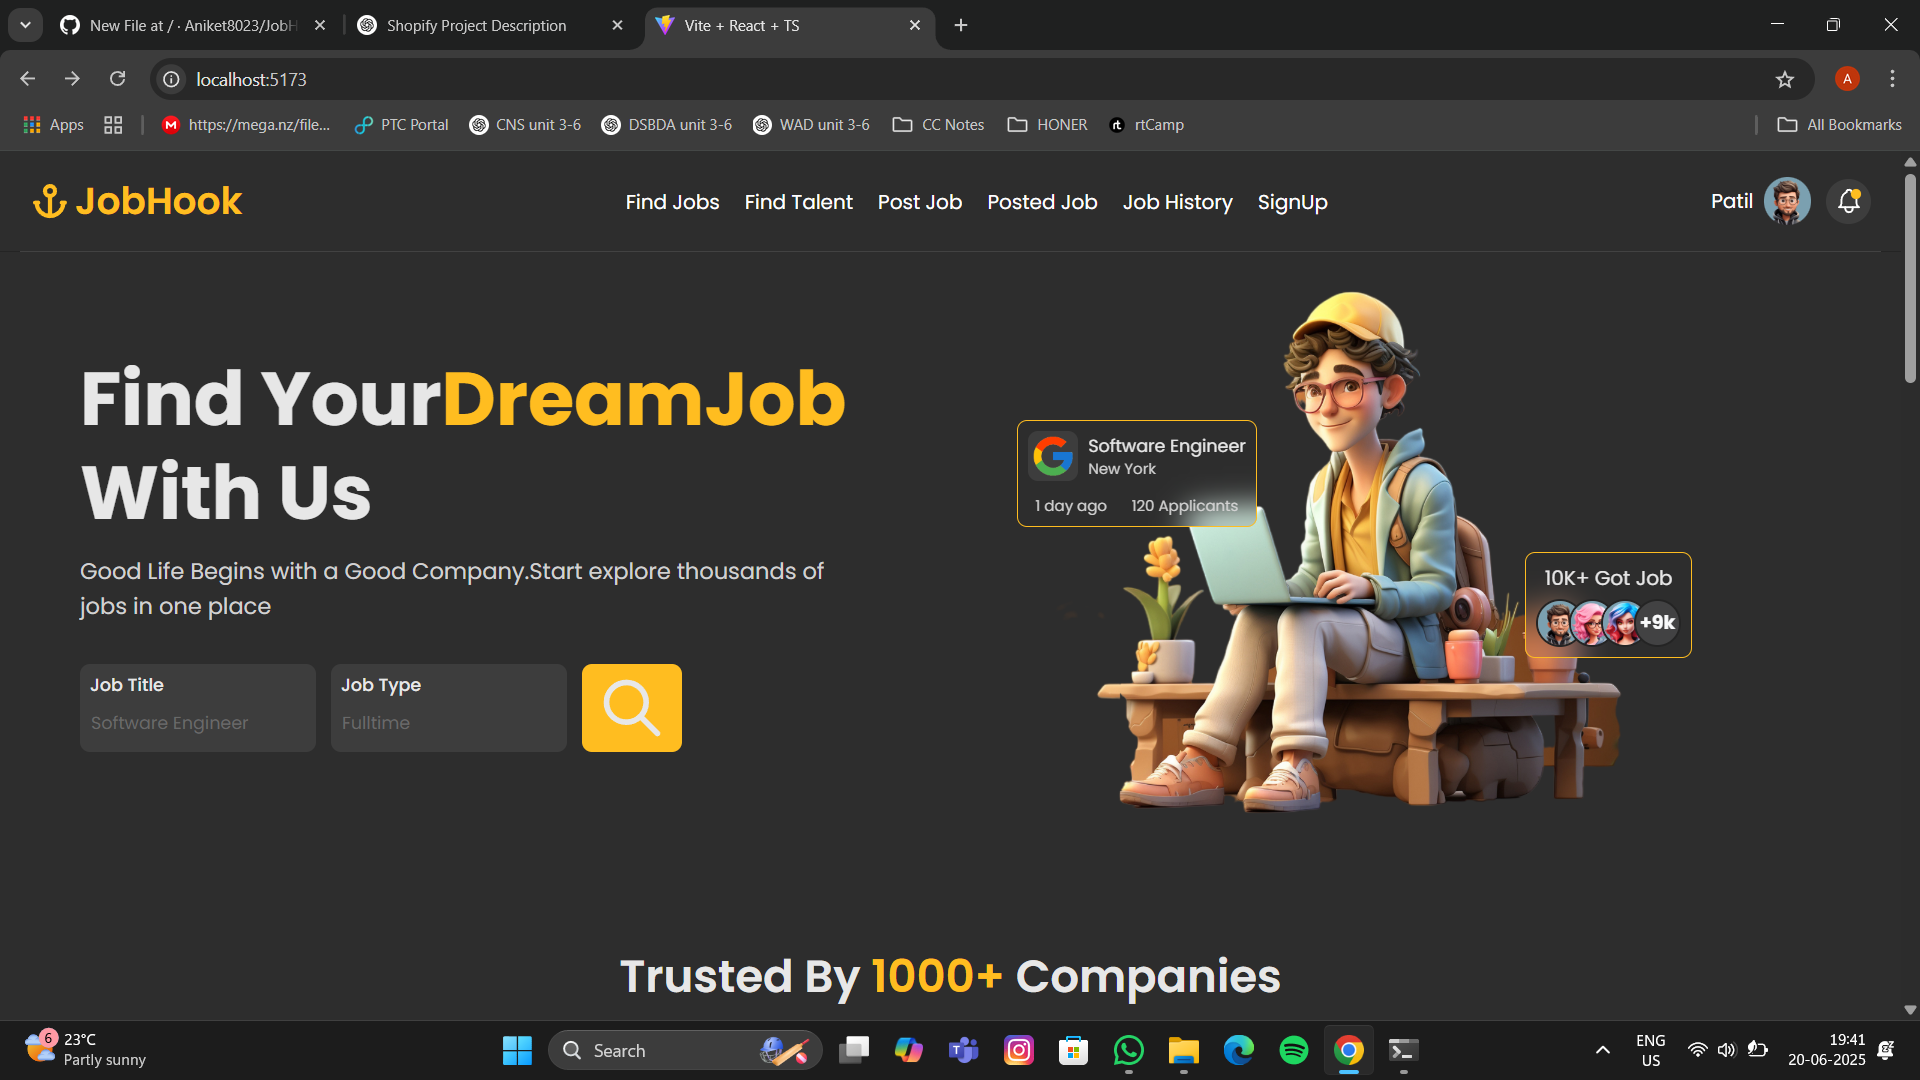 New File at / · Aniket8023/JobH
Shopify Project Description
Vite + React + TS
localhost:5173
A
Apps
https://mega.nz/file...
PTC Portal
CNS unit 3-6
DSBDA unit 3-6
WAD unit 3-6
CC Notes
HONER
rt
rtCamp
All Bookmarks
JobHook
Find Jobs
Find Talent
Post Job
Posted Job
Job History
SignUp
Patil
Find YourDreamJob
With Us
Good Life Begins with a Good Company.Start explore thousands of
jobs in one place
Job Title
Software Engineer
Job Type
Fulltime
Software Engineer
New York
1 day ago
120 Applicants
10K+ Got Job
+9k
Trusted By 1000+ Companies
6
23°C
Partly sunny
Search
ENG
US
19:41
20-06-2025